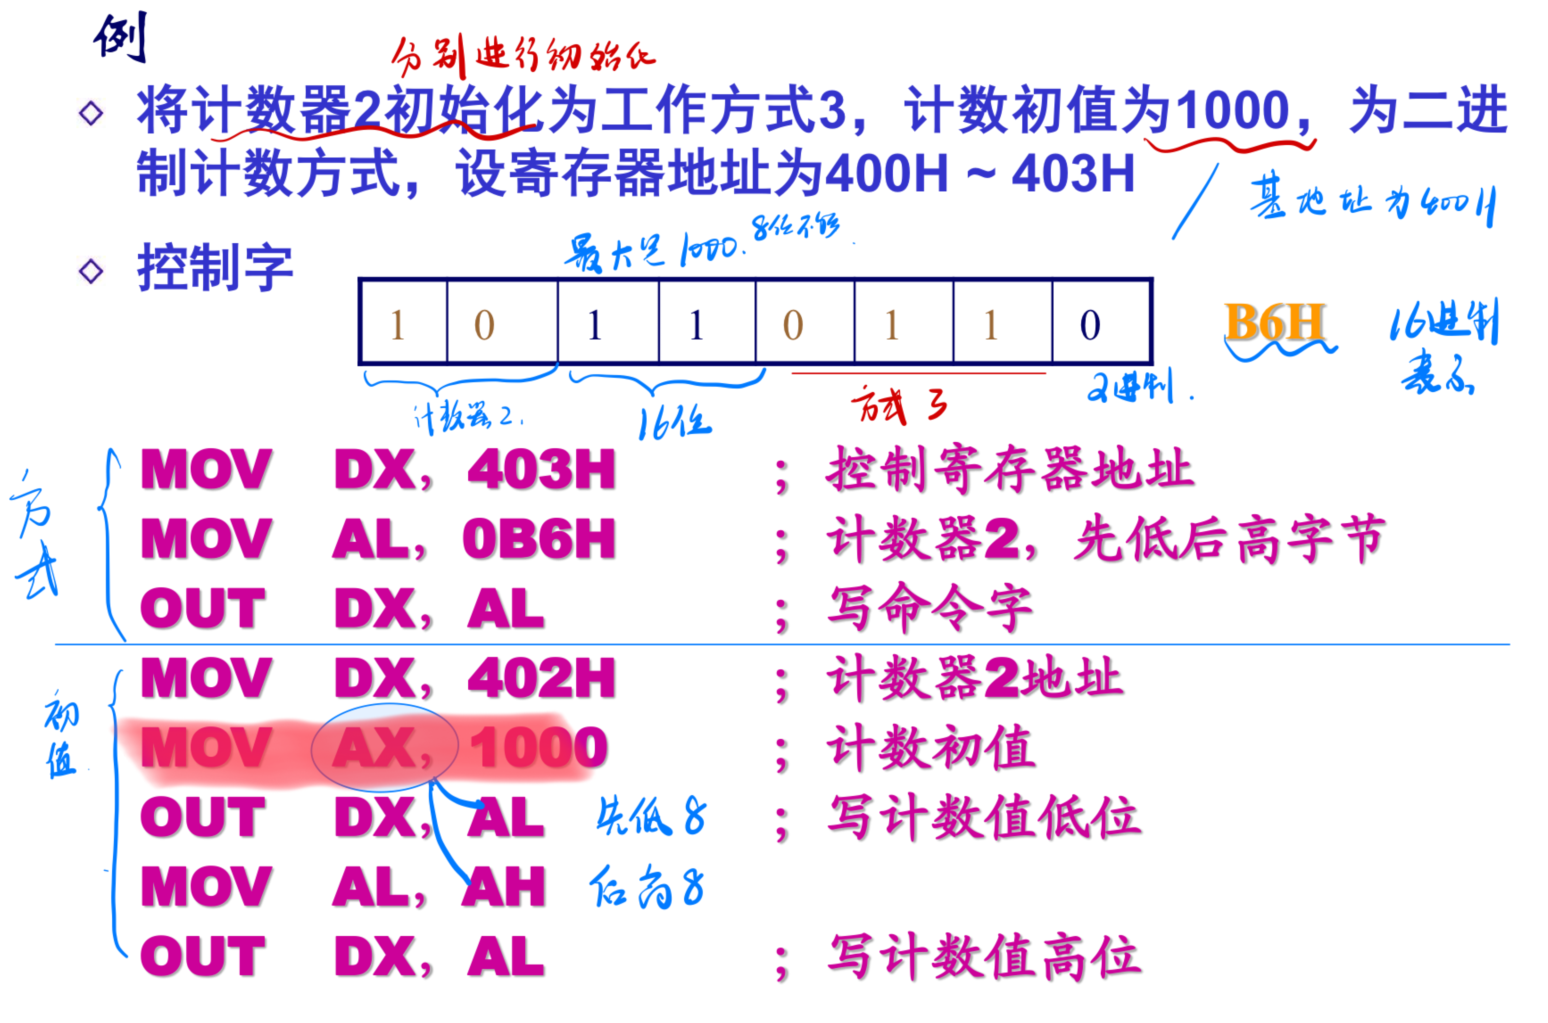 例
分别进行初始化
将计数器2初始化为工作方式3，计数初值为1000，为二进
制计数方式，设寄存器地址为400H ~ 403H
基地址为400H
最大是1000. 8位不够.
控制字
1 0 1 1 0 1 1 0 B6H 16进制
表示
计数器2. 16位 方式3 2进制.
方式
MOV DX，403H ；控制寄存器地址
MOV AL，0B6H ；计数器2，先低后高字节
OUT DX，AL ；写命令字
初值.
MOV DX，402H ；计数器2地址
MOV AX，1000 ；计数初值
OUT DX，AL 先低8 ；写计数值低位
MOV AL，AH 后高8
OUT DX，AL ；写计数值高位